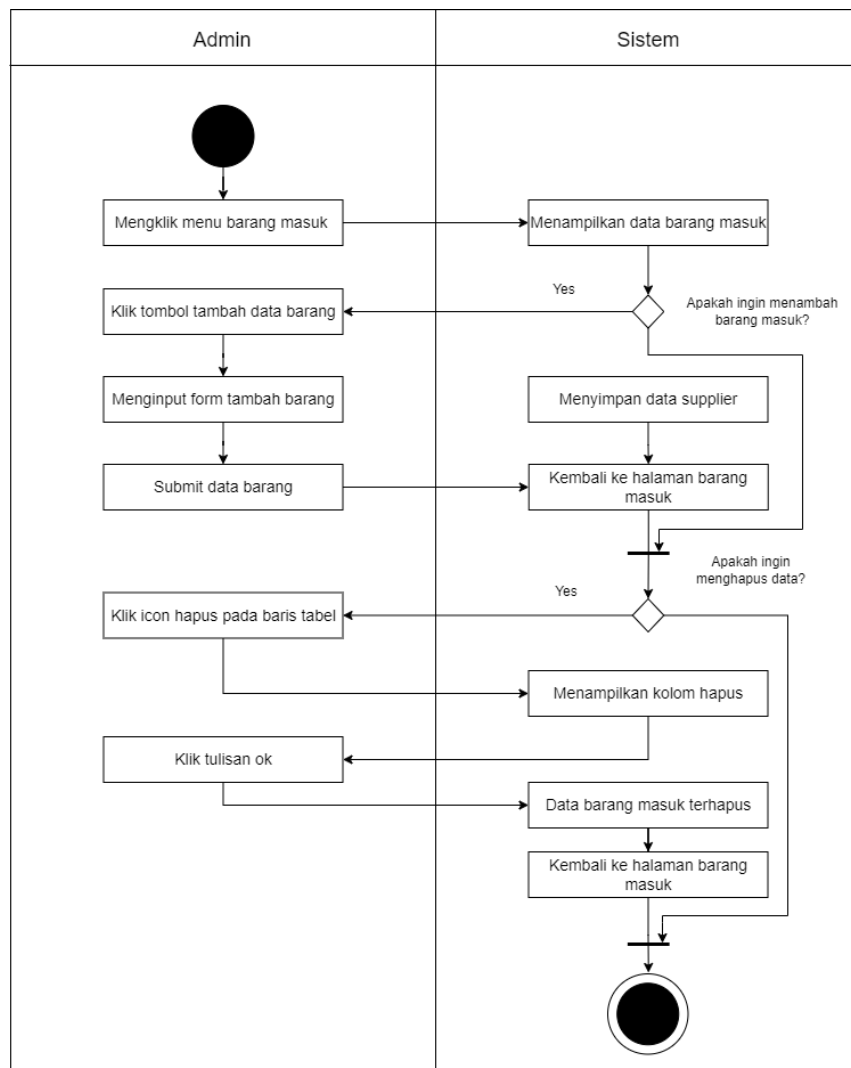 Admin
Sistem
Mengklik menu barang masuk
Menampilkan data barang masuk
Yes
Apakah ingin menambah
barang masuk?
Klik tombol tambah data barang
Menginput form tambah barang
Menyimpan data supplier
Submit data barang
Kembali ke halaman barang
masuk
Apakah ingin
menghapus data?
Yes
Klik icon hapus pada baris tabel
Menampilkan kolom hapus
Klik tulisan ok
Data barang masuk terhapus
Kembali ke halaman barang
masuk